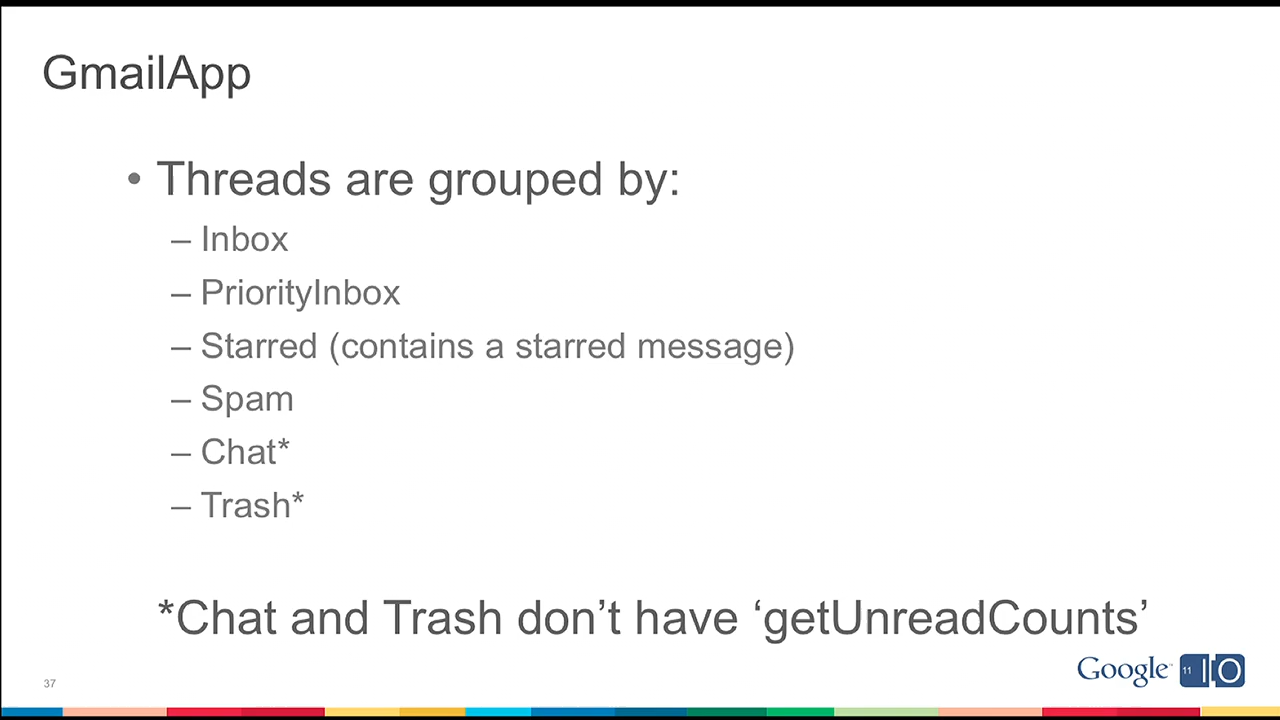 GmailApp
• Threads are grouped by:
– Inbox
– PriorityInbox
– Starred (contains a starred message)
– Spam
– Chat*
– Trash*
*Chat and Trash don’t have ‘getUnreadCounts’
37
Google™ 11 IO